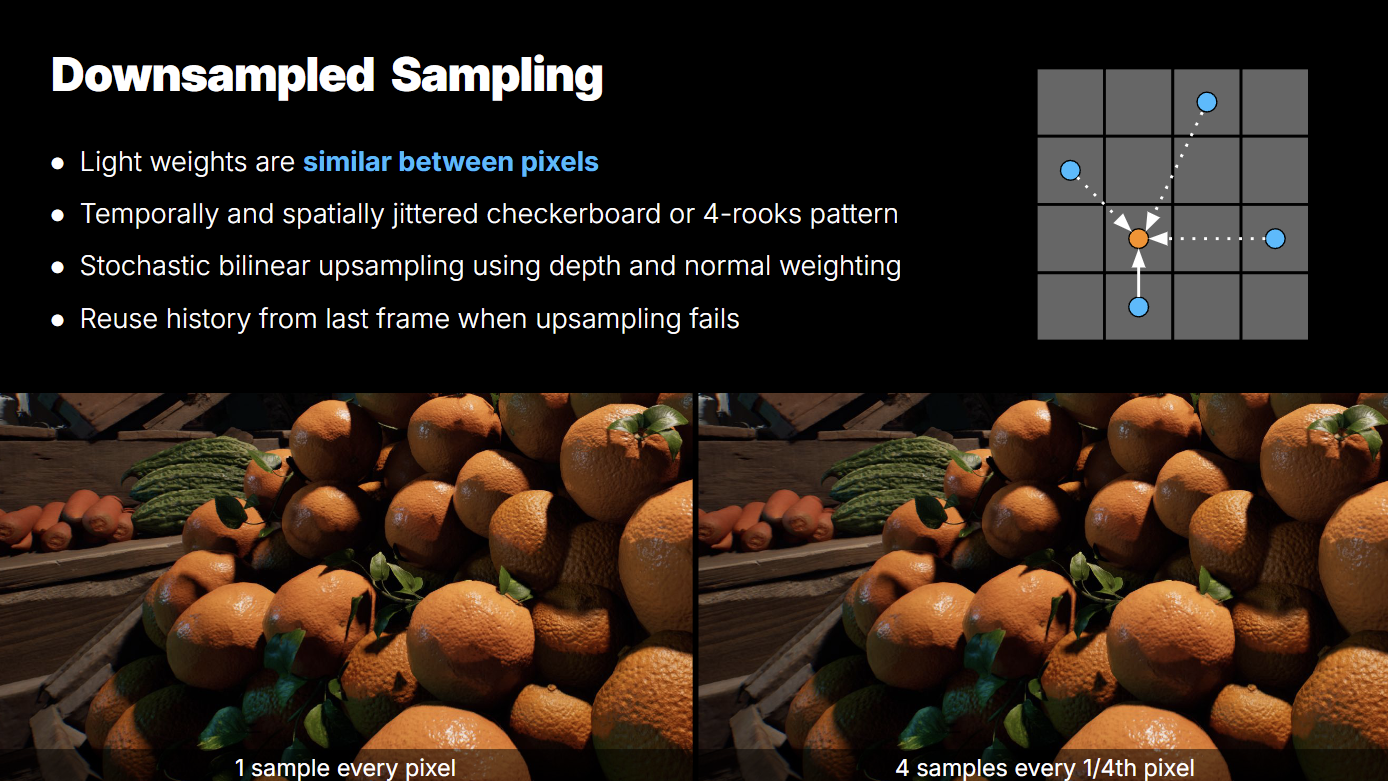 Downsampled Sampling
● Light weights are similar between pixels
● Temporally and spatially jittered checkerboard or 4-rooks pattern
● Stochastic bilinear upsampling using depth and normal weighting
● Reuse history from last frame when upsampling fails
1 sample every pixel
4 samples every 1/4th pixel